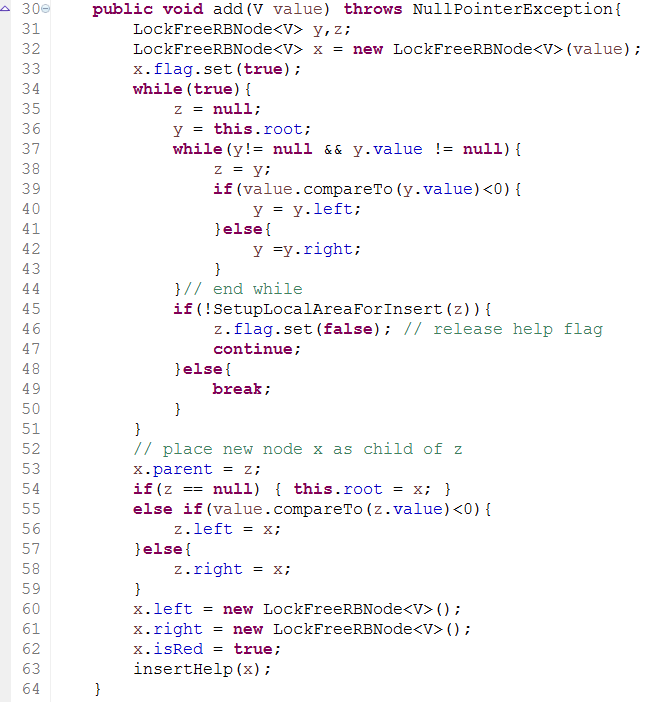 30 public void add(V value) throws NullPointerException{
31 LockFreeRBNode<V> y,z;
32 LockFreeRBNode<V> x = new LockFreeRBNode<V>(value);
33 x.flag.set(true);
34 while(true){
35 z = null;
36 y = this.root;
37 while(y!= null && y.value != null){
38 z = y;
39 if(value.compareTo(y.value)<0){
40 y = y.left;
41 }else{
42 y =y.right;
43 }
44 }// end while
45 if(!SetupLocalAreaForInsert(z)){
46 z.flag.set(false); // release help flag
47 continue;
48 }else{
49 break;
50 }
51 }
52 // place new node x as child of z
53 x.parent = z;
54 if(z == null) { this.root = x; }
55 else if(value.compareTo(z.value)<0){
56 z.left = x;
57 }else{
58 z.right = x;
59 }
60 x.left = new LockFreeRBNode<V>();
61 x.right = new LockFreeRBNode<V>();
62 x.isRed = true;
63 insertHelp(x);
64 }